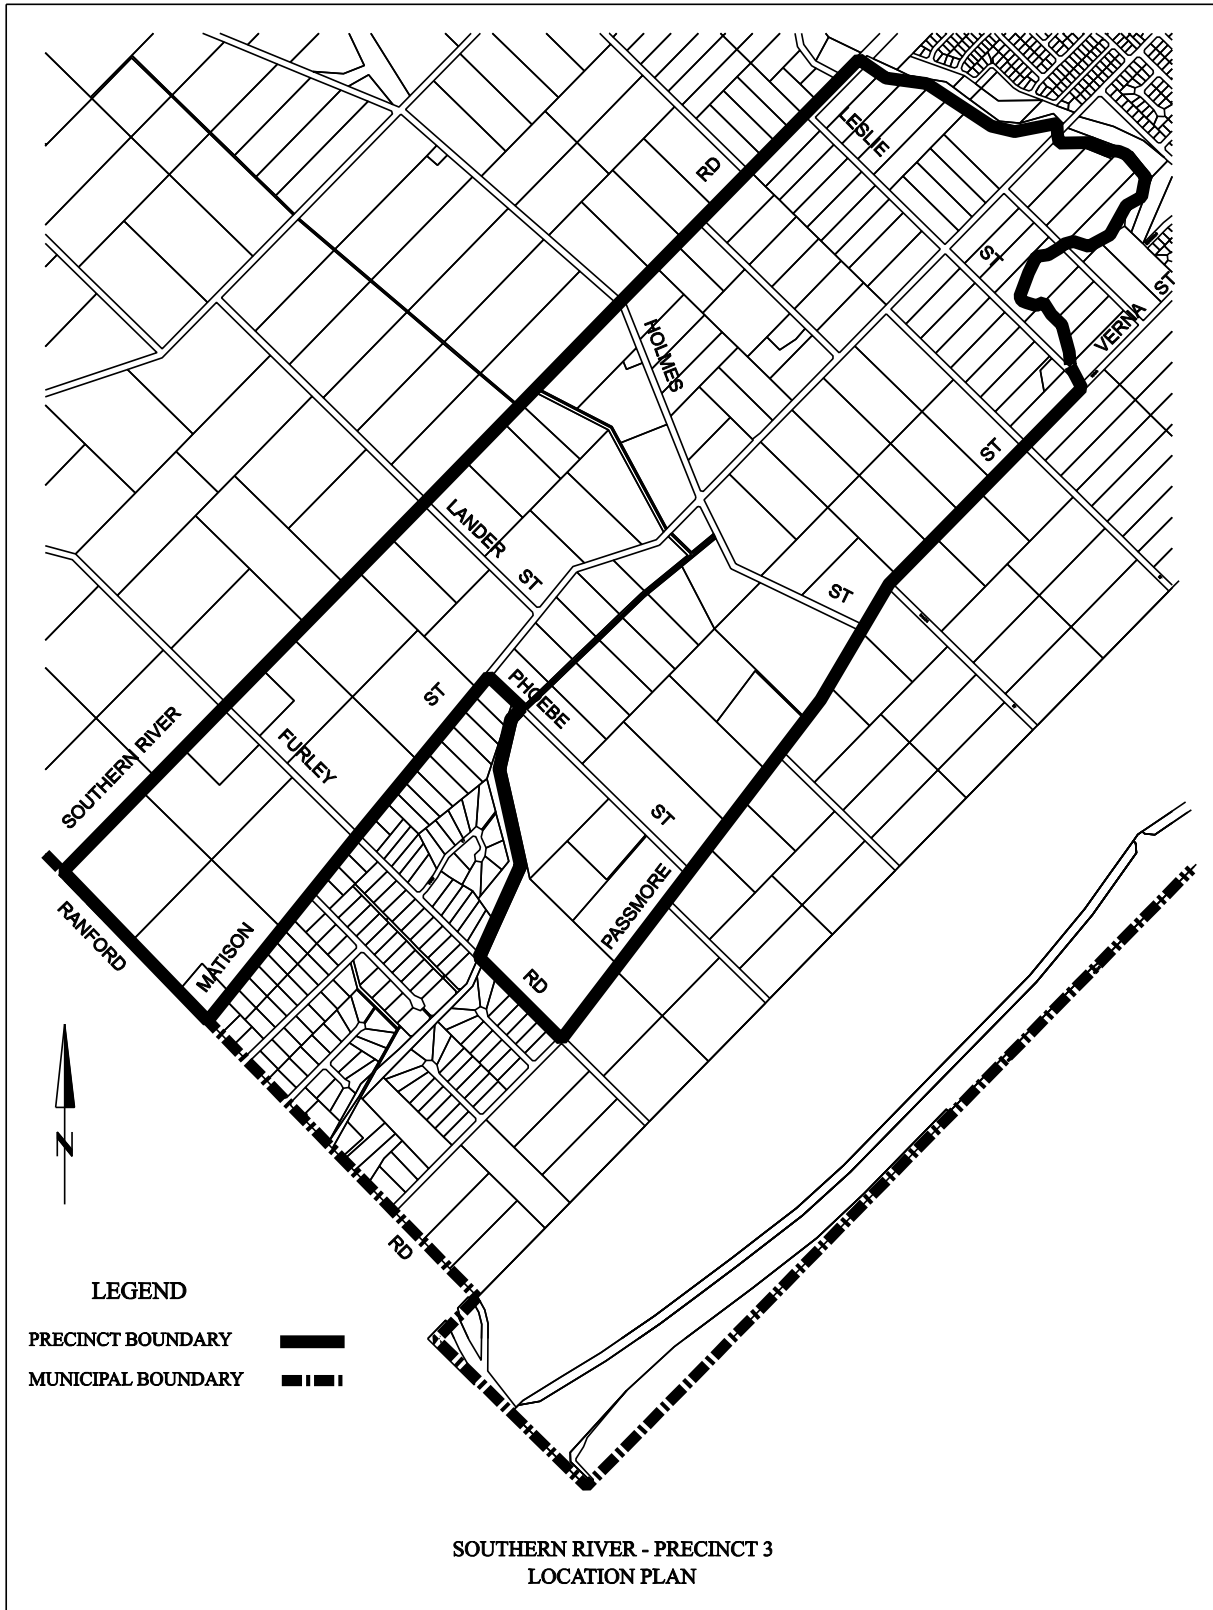 LESLIE
RD
ST
VERNA
ST
HOLMES
ST
LANDER
ST
ST
ST
PHOEBE
SOUTHERN RIVER
FURLEY
ST
PASSMORE
RANFORD
MATISON
RD
N
RD
LEGEND
PRECINCT BOUNDARY
MUNICIPAL BOUNDARY
SOUTHERN RIVER - PRECINCT 3
LOCATION PLAN